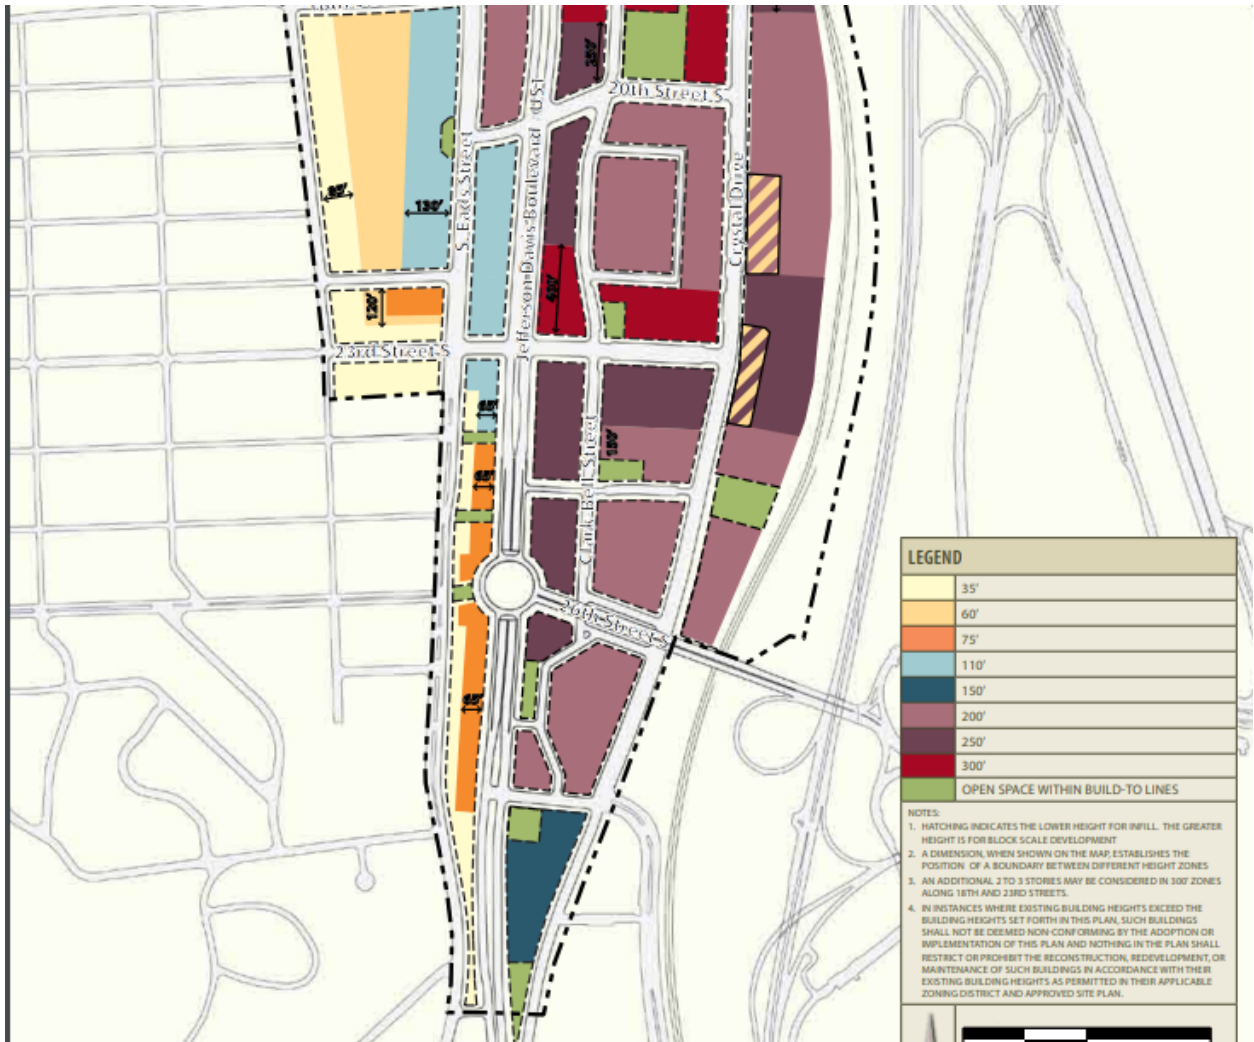 20th Street S
S. Eads Street
Jefferson Davis Boulevard / US 1
Crystal Drive
130'
120'
23rd Street S
65'
150'
65'
Clark Bell Street
26th Street S
65'
LEGEND
35'
60'
75'
110'
150'
200'
250'
300'
OPEN SPACE WITHIN BUILD-TO LINES
NOTES:
1. HATCHING INDICATES THE LOWER HEIGHT FOR INFILL. THE GREATER
HEIGHT IS FOR BLOCK SCALE DEVELOPMENT
2. A DIMENSION, WHEN SHOWN ON THE MAP, ESTABLISHES THE
POSITION OF A BOUNDARY BETWEEN DIFFERENT HEIGHT ZONES
3. AN ADDITIONAL 2 TO 3 STORIES MAY BE CONSIDERED IN 300' ZONES
ALONG 18TH AND 23RD STREETS.
4. IN INSTANCES WHERE EXISTING BUILDING HEIGHTS EXCEED THE
BUILDING HEIGHTS SET FORTH IN THIS PLAN, SUCH BUILDINGS
SHALL NOT BE DEEMED NON-CONFORMING BY THE ADOPTION OR
IMPLEMENTATION OF THIS PLAN AND NOTHING IN THE PLAN SHALL
RESTRICT OR PROHIBIT THE RECONSTRUCTION, REDEVELOPMENT, OR
MAINTENANCE OF SUCH BUILDINGS IN ACCORDANCE WITH THEIR
EXISTING BUILDING HEIGHTS AS PERMITTED IN THEIR APPLICABLE
ZONING DISTRICT AND APPROVED SITE PLAN.